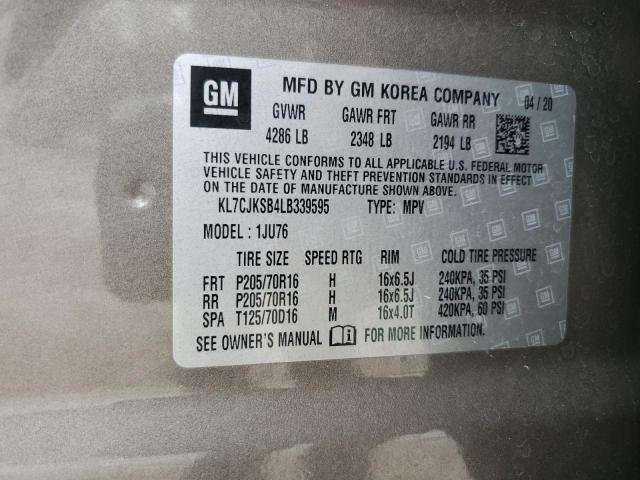 GM
MFD BY GM KOREA COMPANY 04/20
GVWR GAWR FRT GAWR RR
4286 LB 2348 LB 2194 LB
THIS VEHICLE CONFORMS TO ALL APPLICABLE U.S. FEDERAL MOTOR
VEHICLE SAFETY AND THEFT PREVENTION STANDARDS IN EFFECT
ON THE DATE OF MANUFACTURE SHOWN ABOVE.
KL7CJKSB4LB339595 TYPE: MPV
MODEL: 1JU76
TIRE SIZE SPEED RTG RIM COLD TIRE PRESSURE
FRT P205/70R16 H 16x6.5J 240KPA, 35 PSI
RR P205/70R16 H 16x6.5J 240KPA, 35 PSI
SPA T125/70D16 M 16x4.0T 420KPA, 60 PSI
SEE OWNER'S MANUAL FOR MORE INFORMATION.